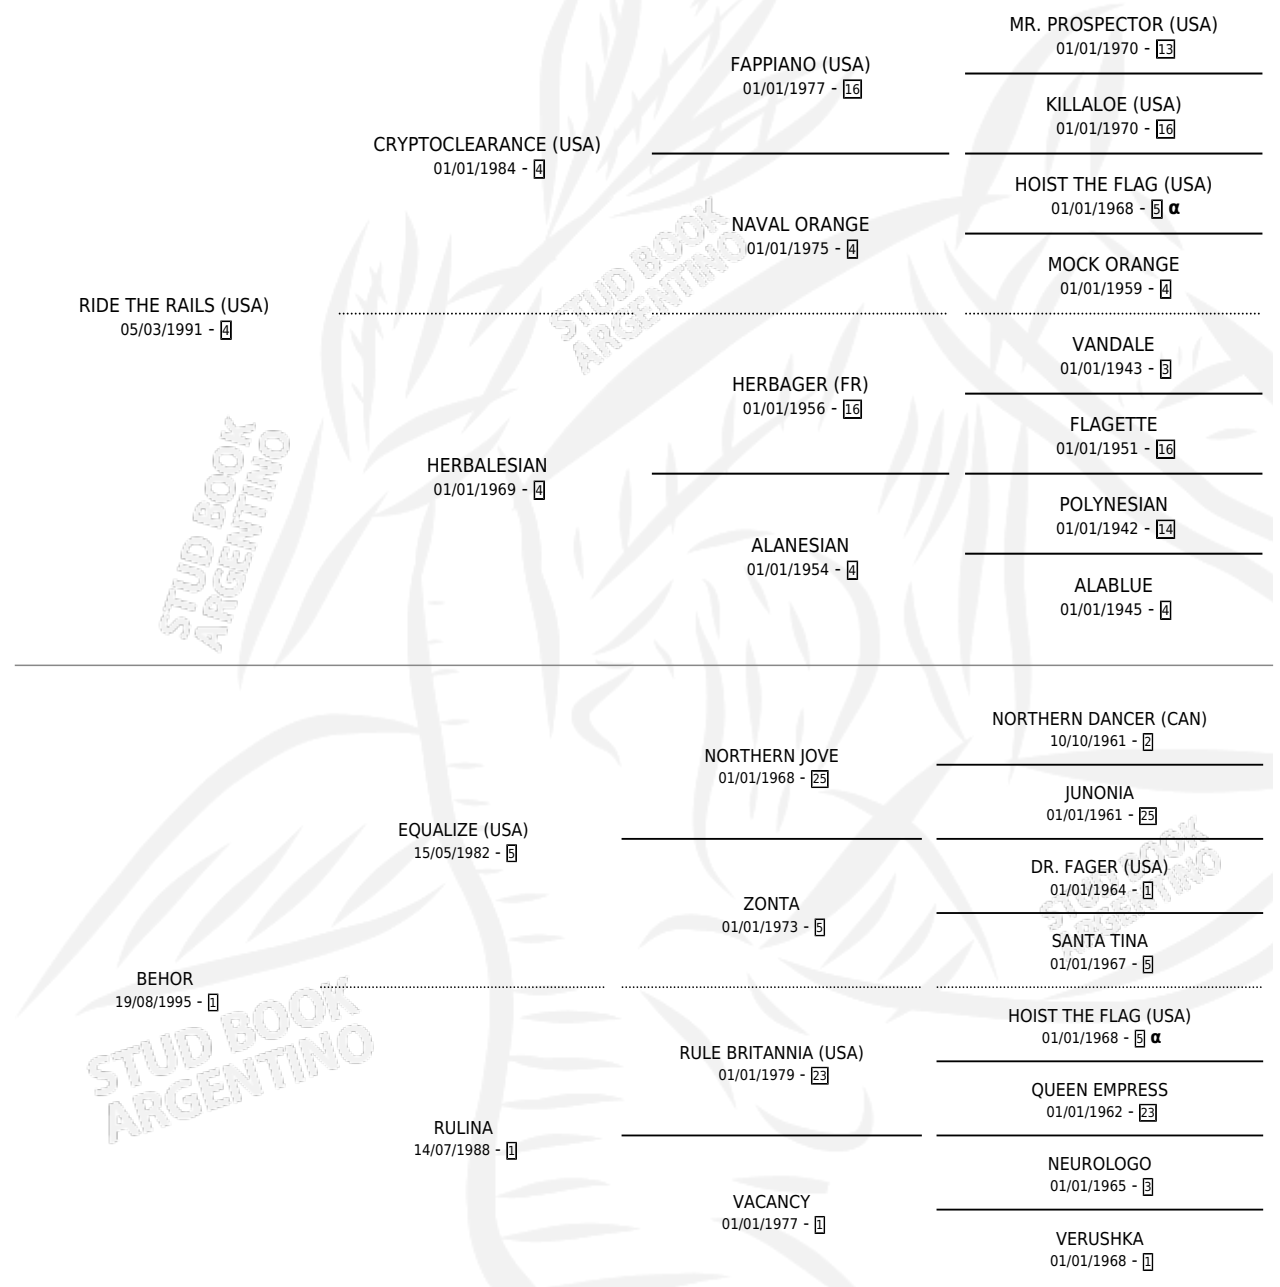 MR. PROSPECTOR (USA)
01/01/1970 - 13
FAPPIANO (USA)
01/01/1977 - 16
KILLALOE (USA)
01/01/1970 - 16
CRYPTOCLEARANCE (USA)
01/01/1984 - 4
HOIST THE FLAG (USA)
01/01/1968 - 5 α
NAVAL ORANGE
01/01/1975 - 4
MOCK ORANGE
01/01/1959 - 4
RIDE THE RAILS (USA)
05/03/1991 - 4
VANDALE
01/01/1943 - 3
HERBAGER (FR)
01/01/1956 - 16
FLAGETTE
01/01/1951 - 16
HERBALESIAN
01/01/1969 - 4
POLYNESIAN
01/01/1942 - 14
ALANESIAN
01/01/1954 - 4
ALABLUE
01/01/1945 - 4
STUD BOOK
ARGENTINO
STUD BOOK
ARGENTINO
NORTHERN DANCER (CAN)
10/10/1961 - 2
NORTHERN JOVE
01/01/1968 - 25
JUNONIA
01/01/1961 - 25
EQUALIZE (USA)
15/05/1982 - 5
DR. FAGER (USA)
01/01/1964 - 1
ZONTA
01/01/1973 - 5
SANTA TINA
01/01/1967 - 5
BEHOR
19/08/1995 - 1
HOIST THE FLAG (USA)
01/01/1968 - 5 α
RULE BRITANNIA (USA)
01/01/1979 - 23
QUEEN EMPRESS
01/01/1962 - 23
RULINA
14/07/1988 - 1
NEUROLOGO
01/01/1965 - 3
VACANCY
01/01/1977 - 1
VERUSHKA
01/01/1968 - 1
STUD BOOK
ARGENTINO
STUD BOOK
ARGENTINO